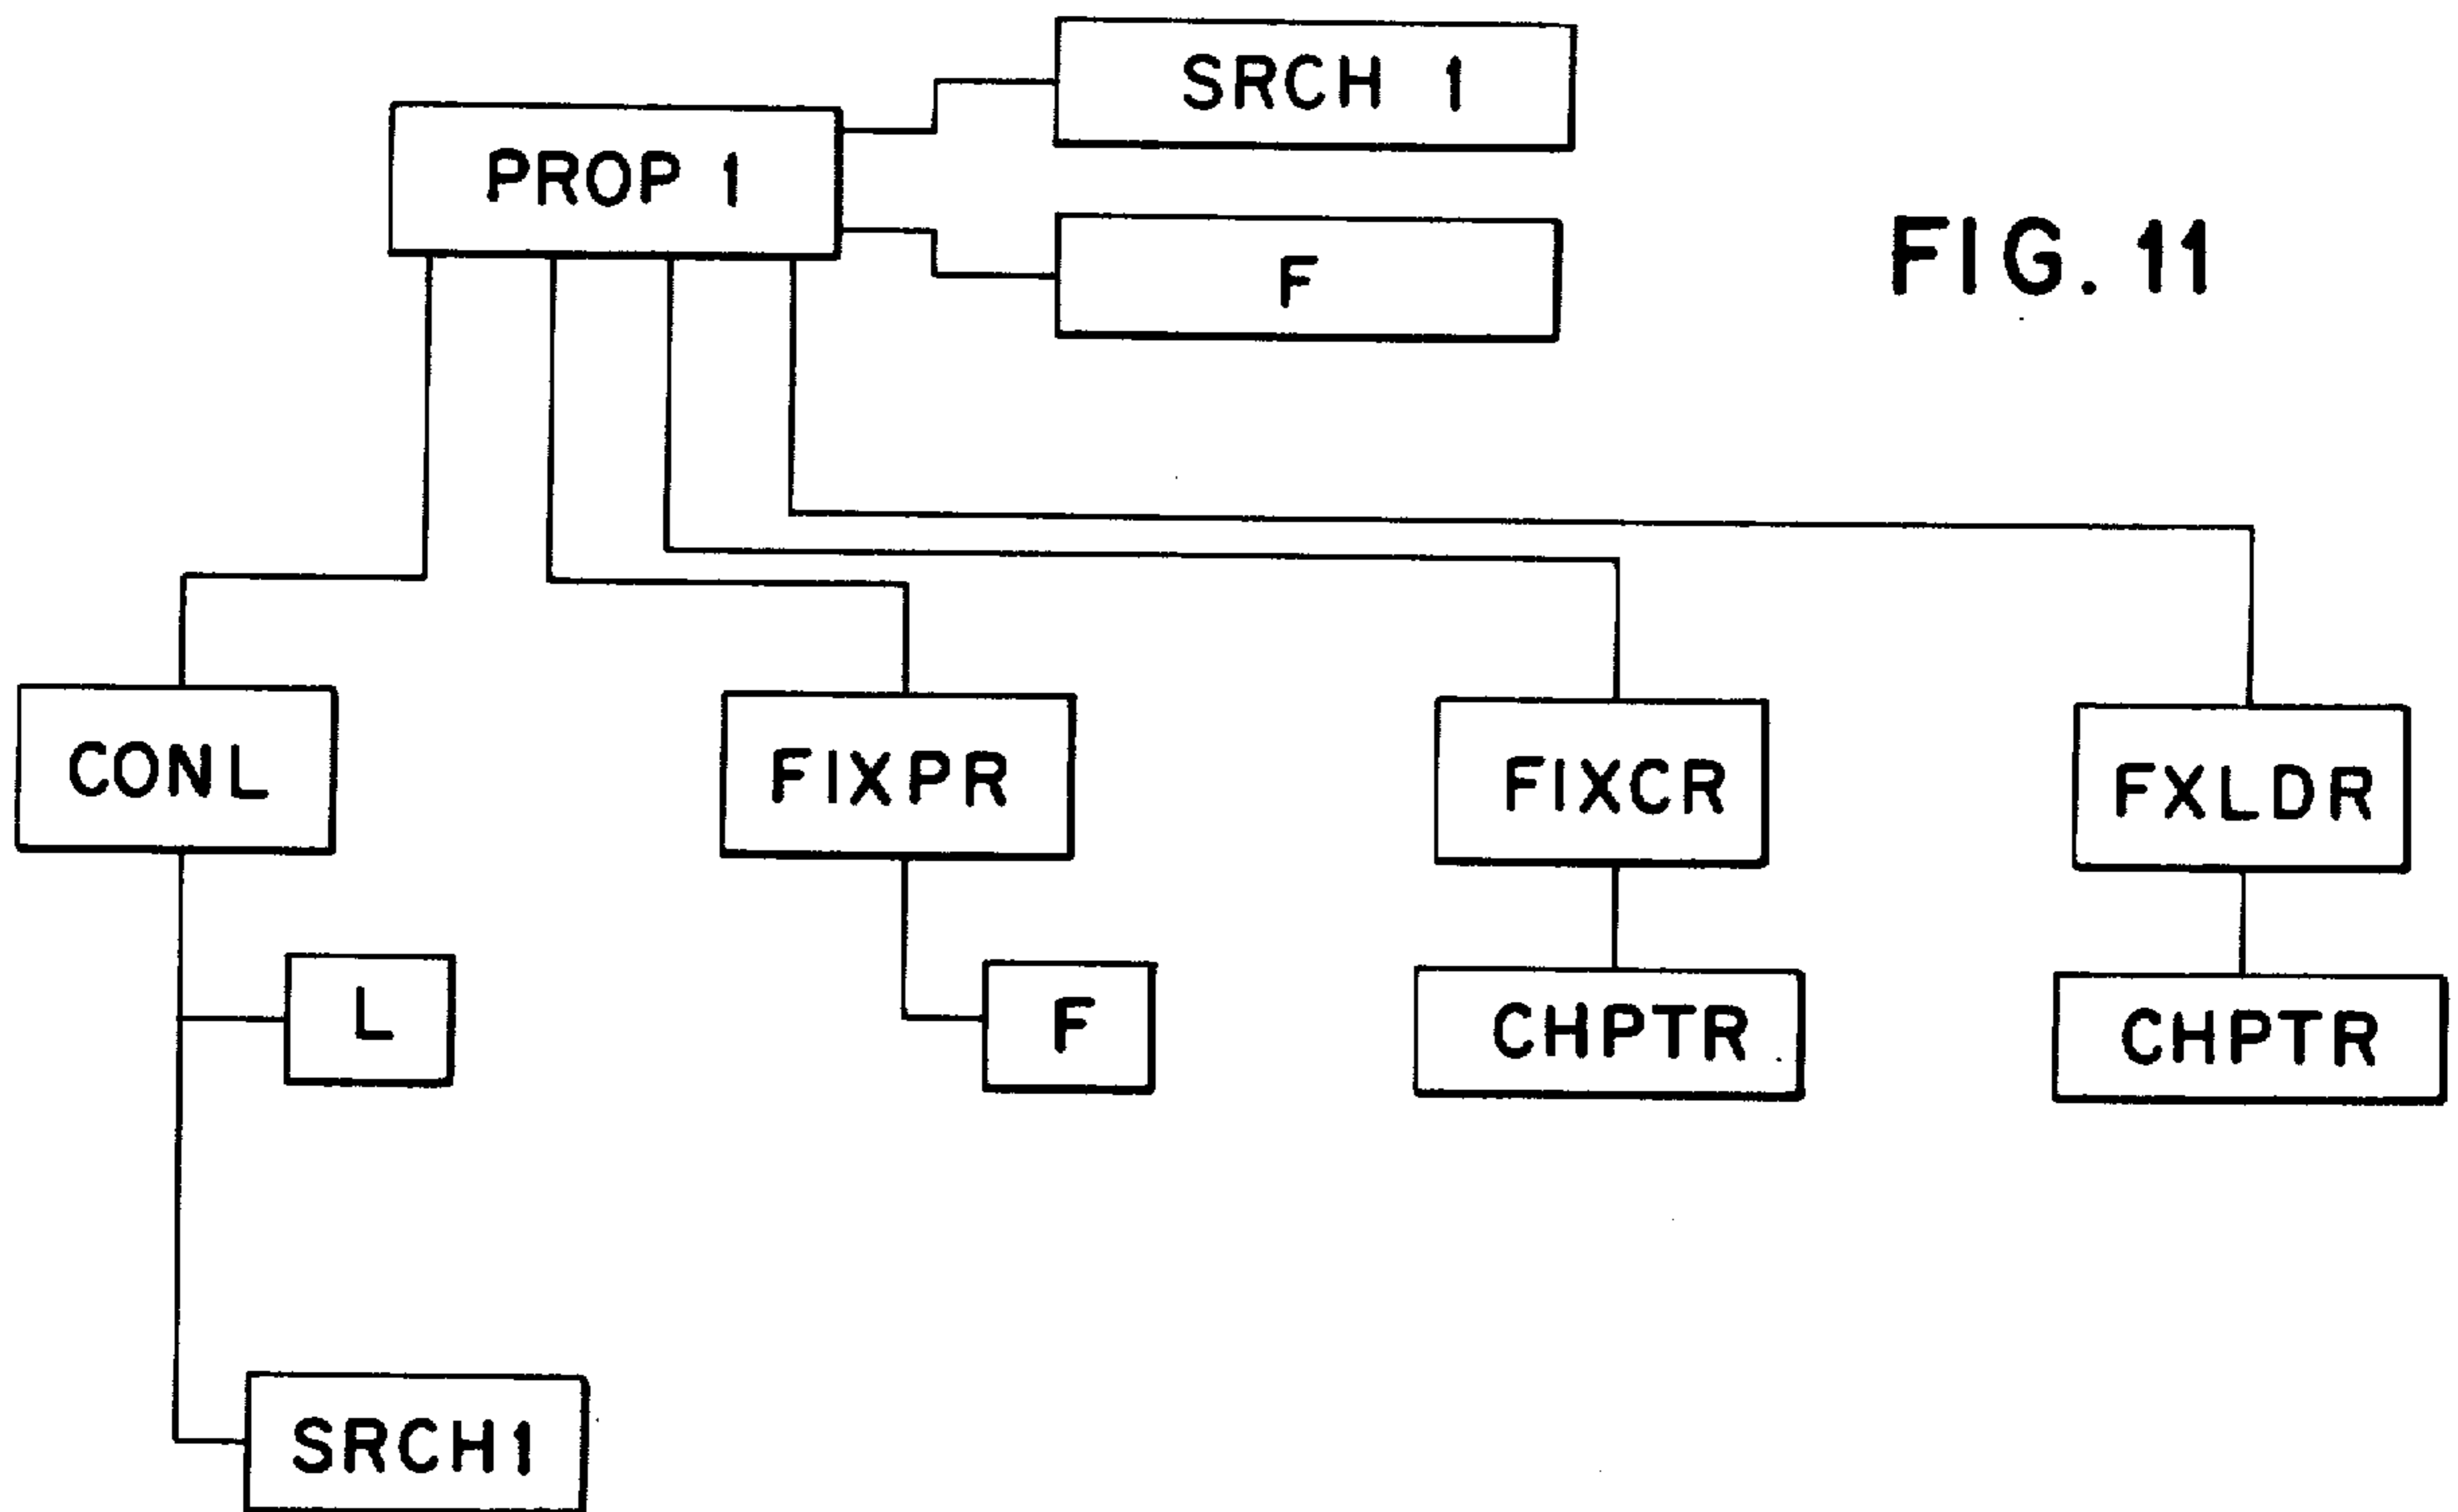 SRCH 1
PROP 1
F
FIG. 11
CONL
FIXPR
FIXCR
FXLDR
L
F
CHPTR
CHPTR
SRCH1